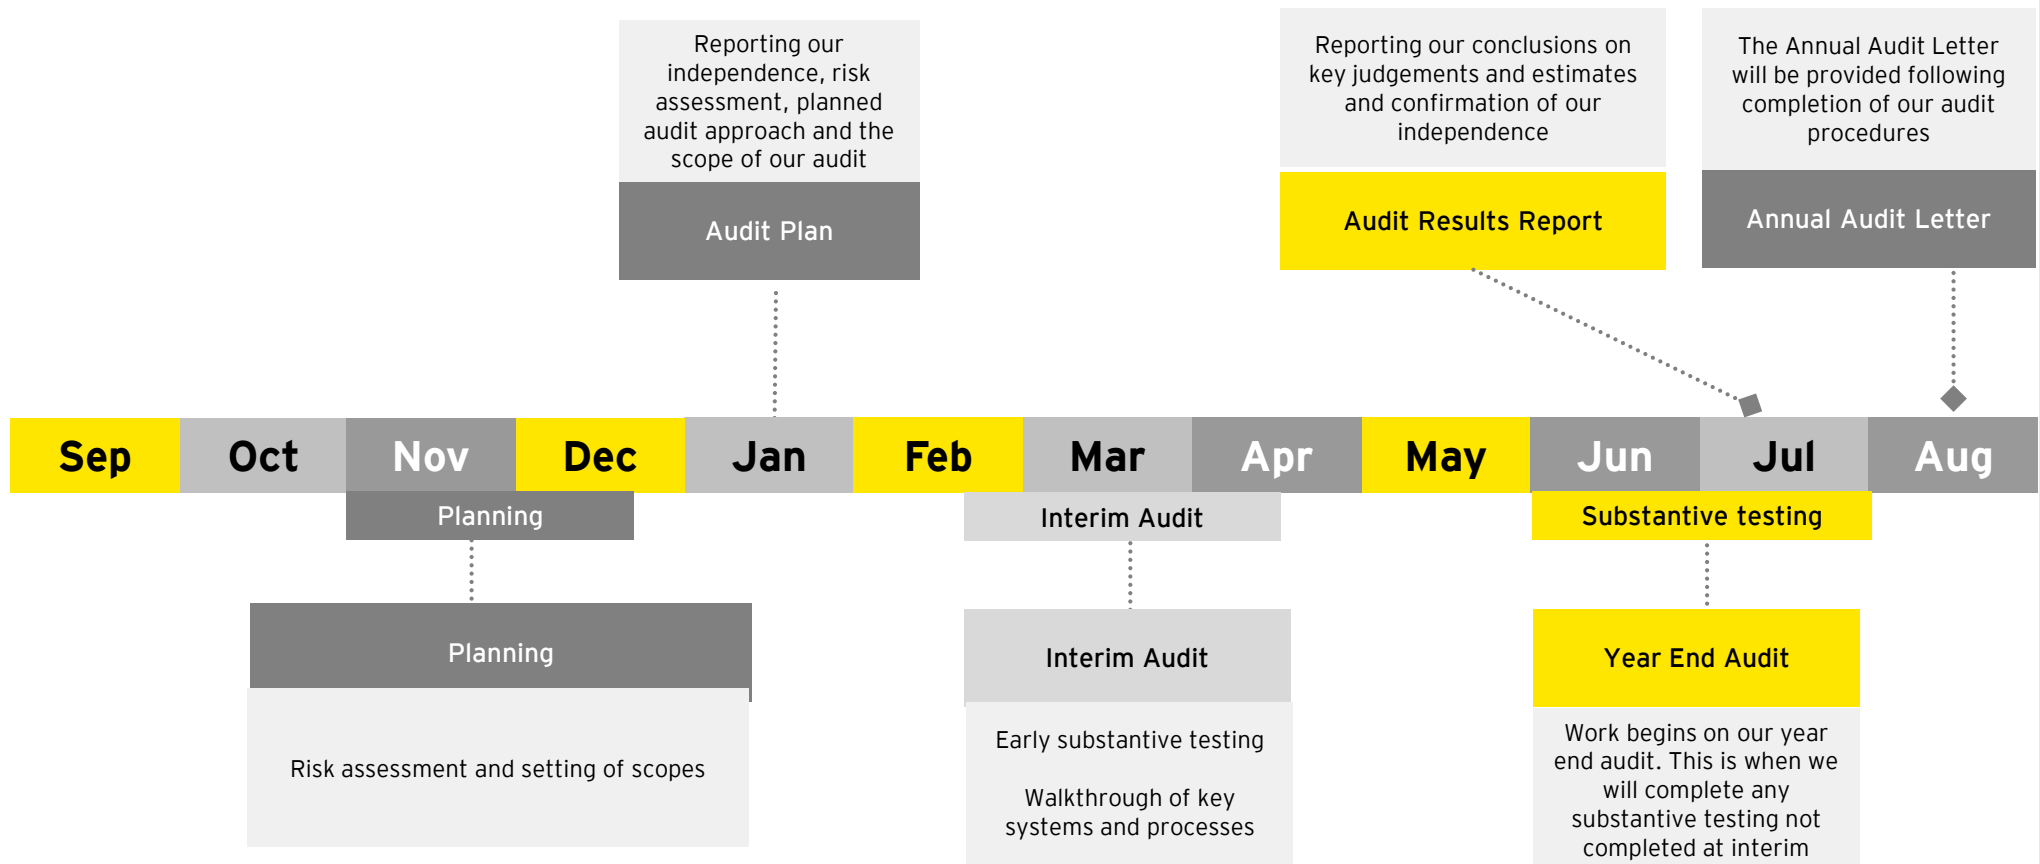 Reporting our
independence, risk
assessment, planned
audit approach and the
scope of our audit
Audit Plan
Reporting our conclusions on
key judgements and estimates
and confirmation of our
independence
Audit Results Report
The Annual Audit Letter
will be provided following
completion of our audit
procedures
Annual Audit Letter
Sep Oct Nov Dec Jan Feb Mar Apr May Jun Jul Aug
Planning
Interim Audit
Substantive testing
Planning
Risk assessment and setting of scopes
Interim Audit
Early substantive testing
Walkthrough of key
systems and processes
Year End Audit
Work begins on our year
end audit. This is when we
will complete any
substantive testing not
completed at interim